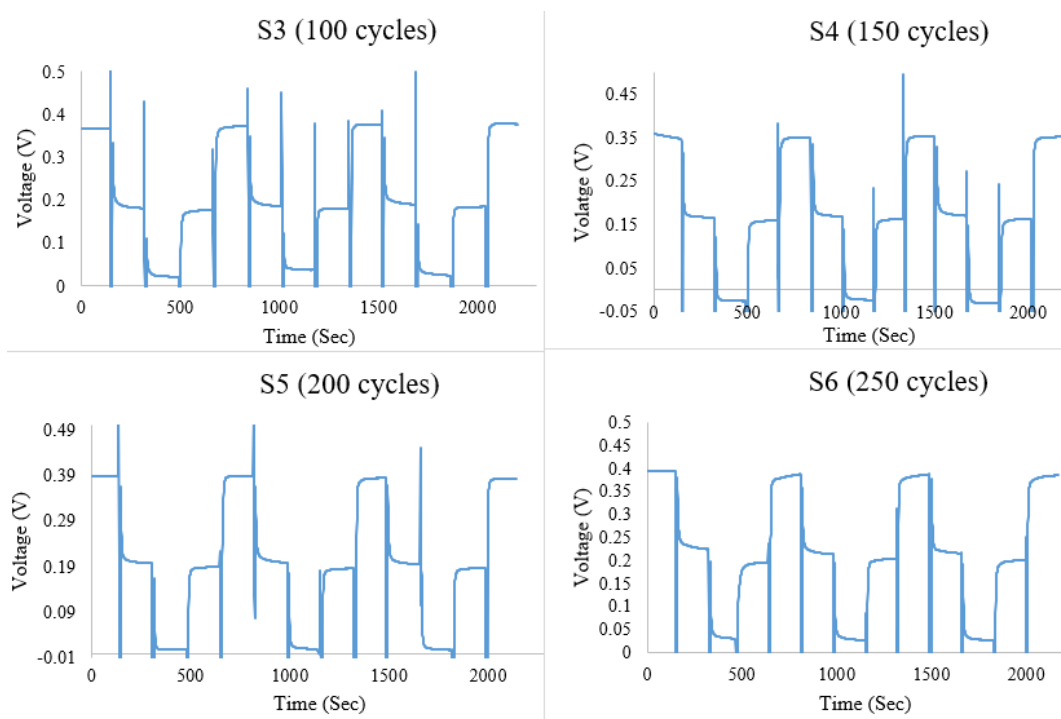 S3 (100 cycles)
0.5
0.4
0.3
0.2
0.1
0
Voltage (V)
0 500 1000 1500 2000
Time (Sec)
S4 (150 cycles)
0.45
0.35
0.25
0.15
0.05
-0.05
Volatge (V)
0 500 1000 1500 2000
Time (Sec)
S5 (200 cycles)
0.49
0.39
0.29
0.19
0.09
-0.01
Voltage (V)
0 500 1000 1500 2000
Time (Sec)
S6 (250 cycles)
0.5
0.45
0.4
0.35
0.3
0.25
0.2
0.15
0.1
0.05
0
Voltage (V)
0 500 1000 1500 2000
Time (Sec)